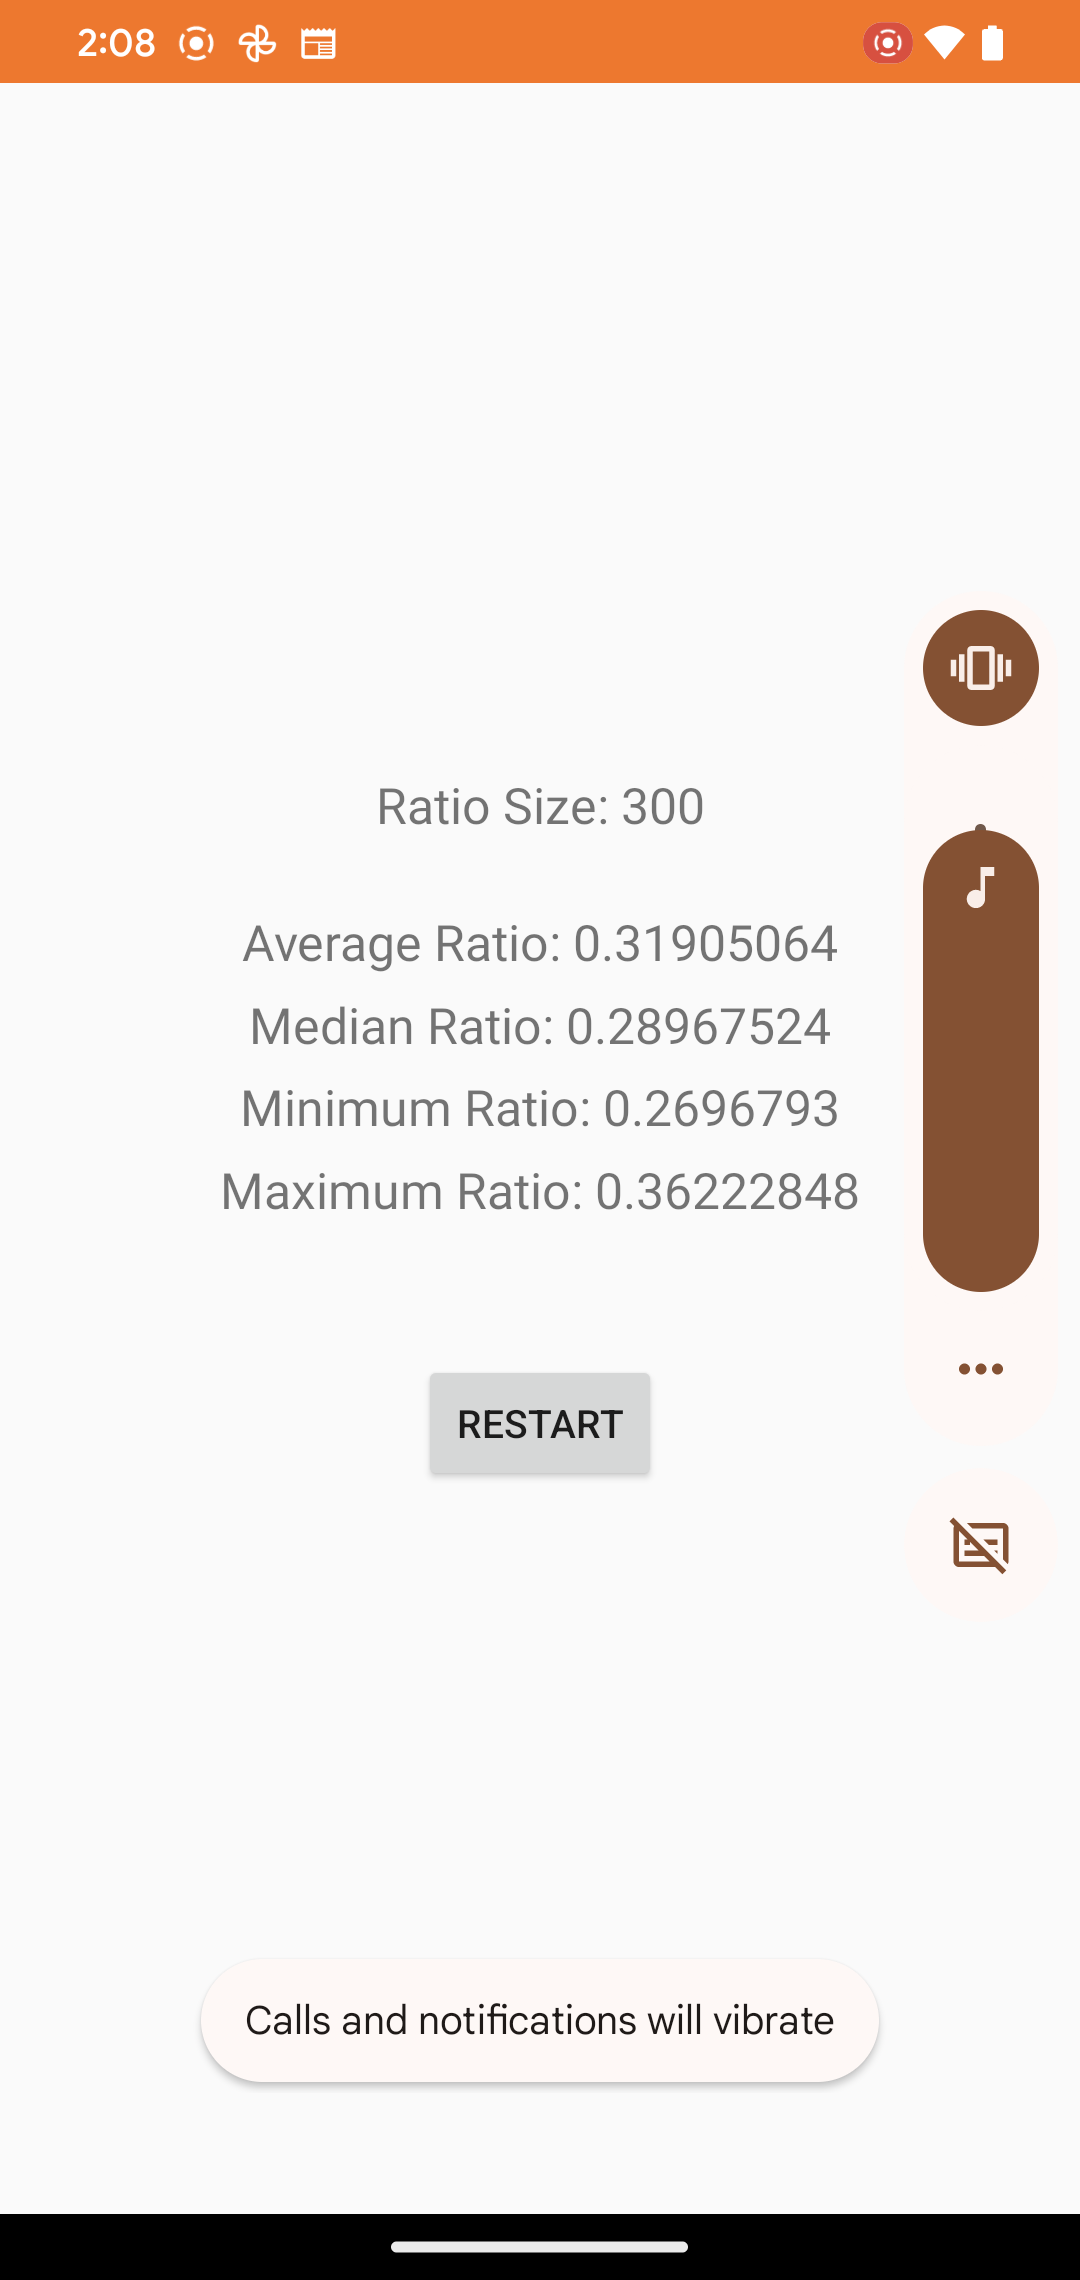 2:08
Ratio Size: 300
Average Ratio: 0.31905064
Median Ratio: 0.28967524
Minimum Ratio: 0.2696793
Maximum Ratio: 0.36222848
RESTART
Calls and notifications will vibrate